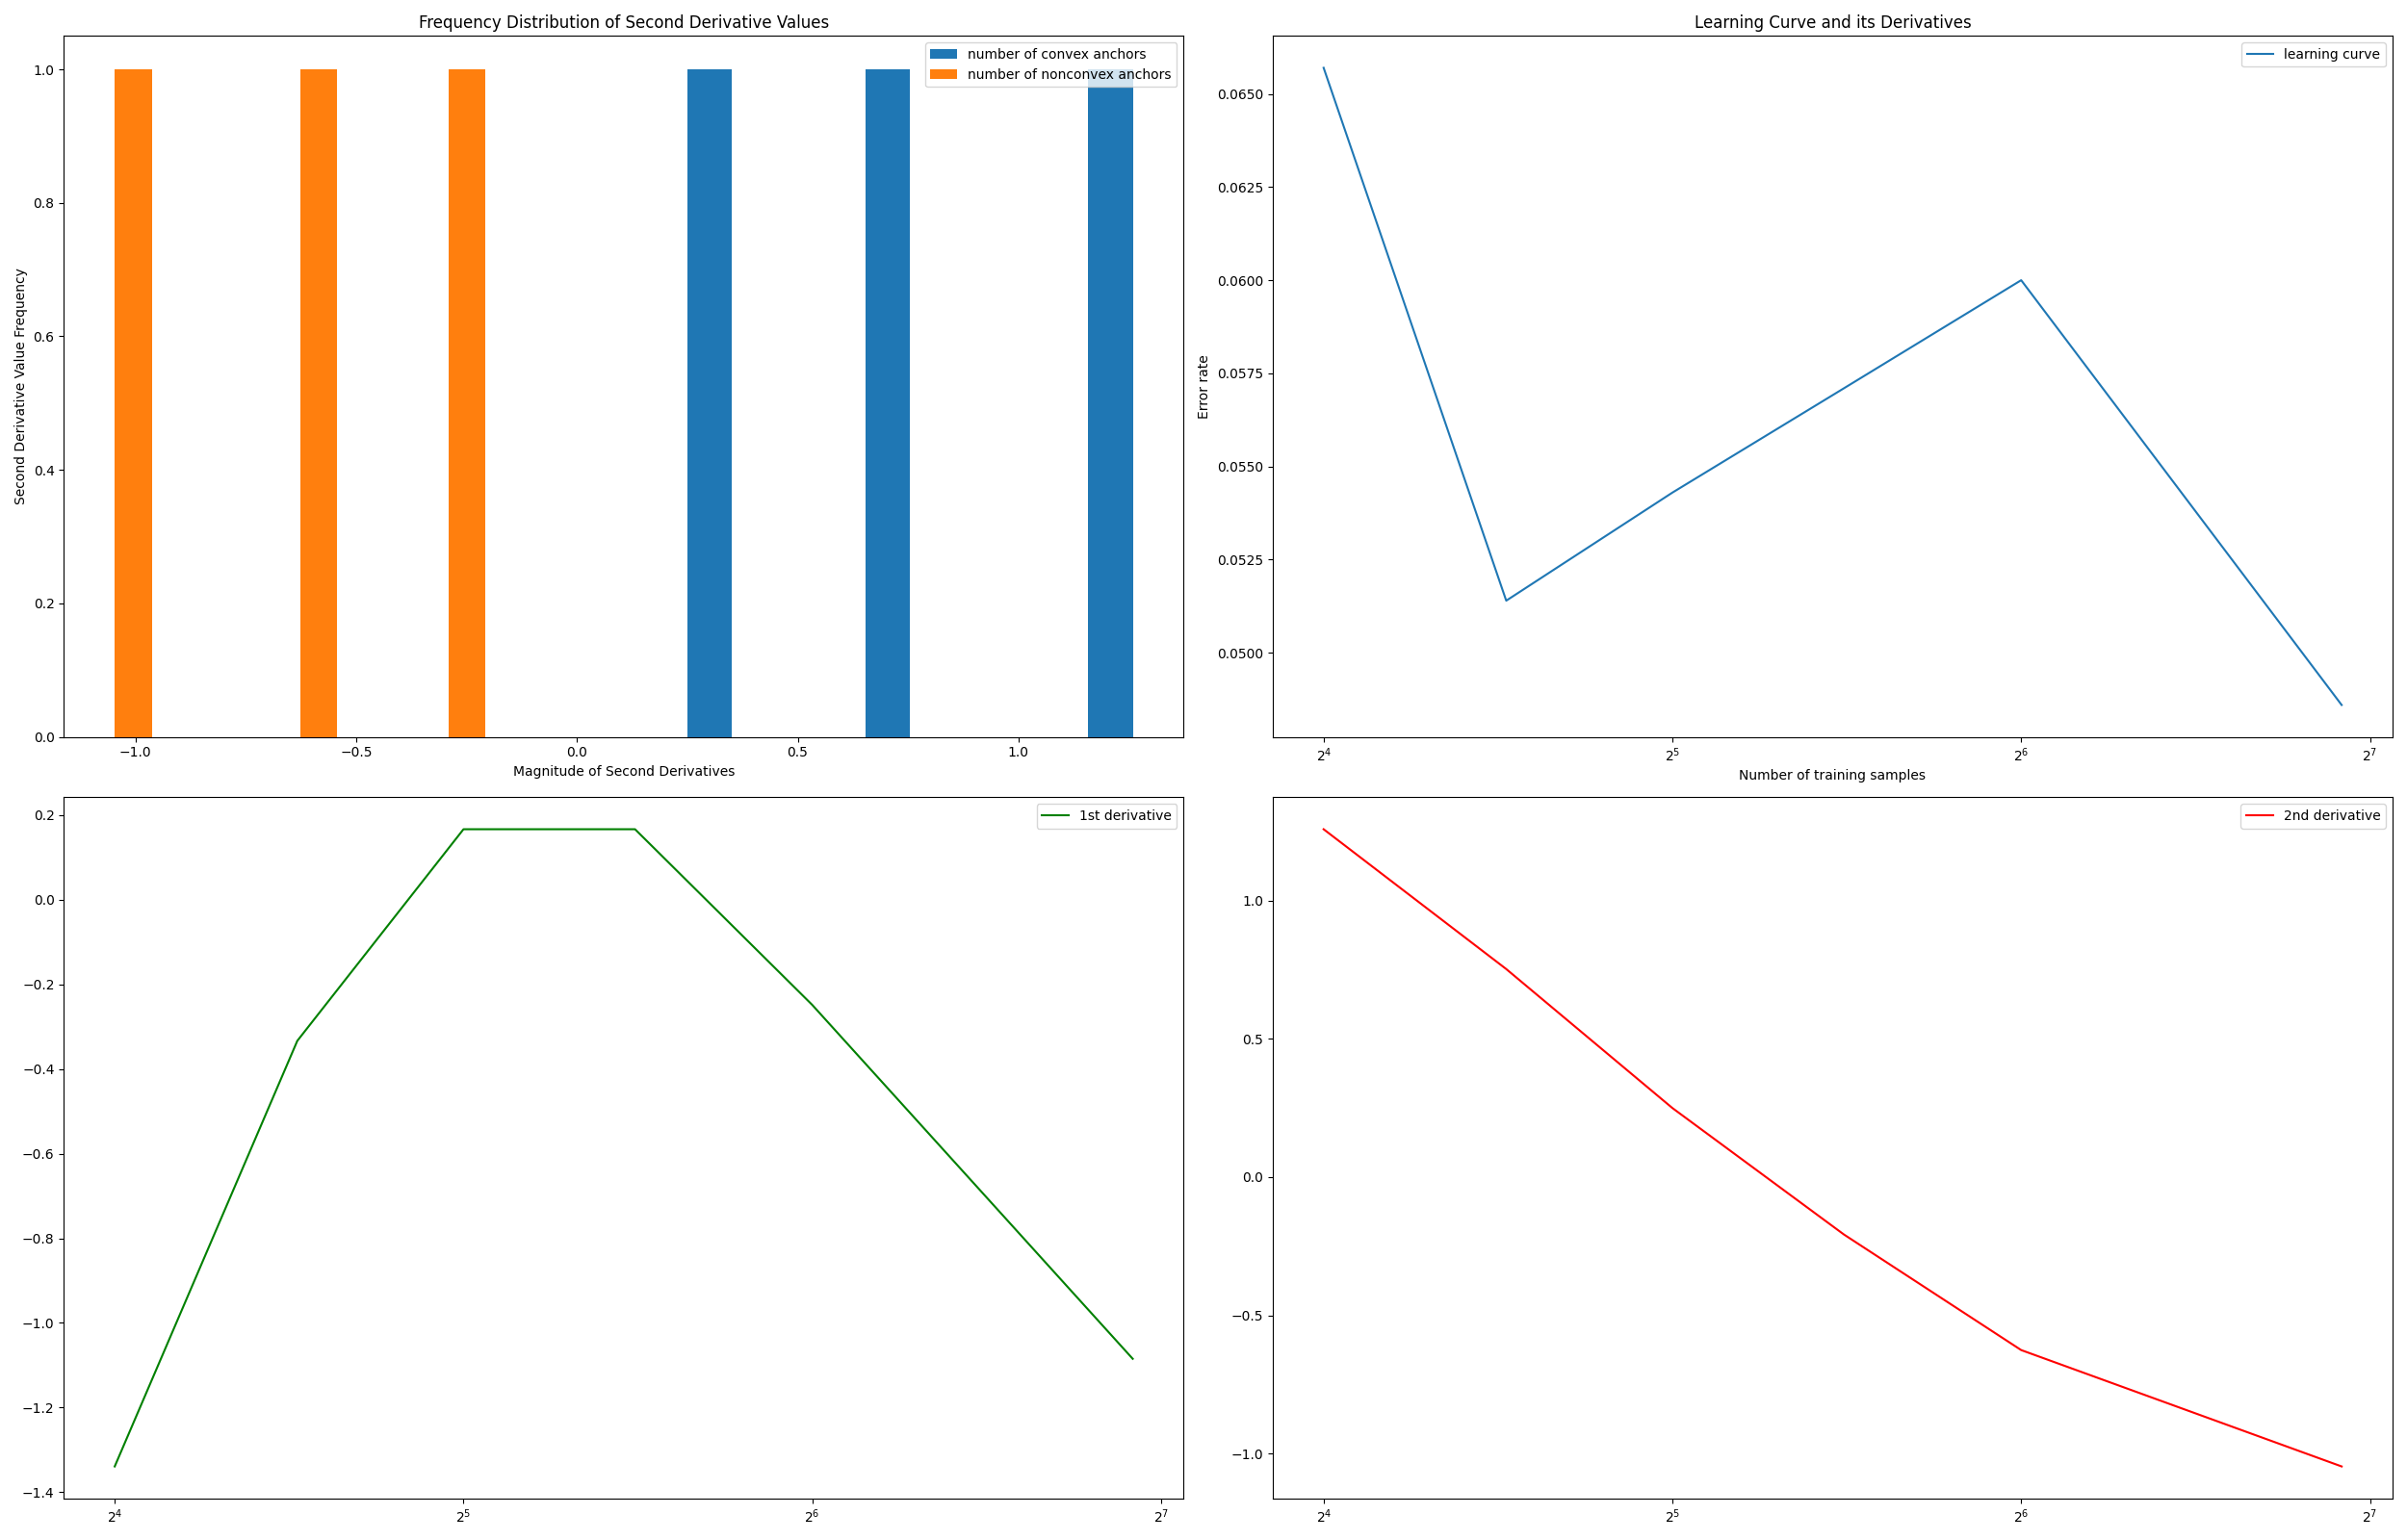 Frequency Distribution of Second Derivative Values
number of convex anchors
number of nonconvex anchors
Second Derivative Value Frequency
1.0
0.8
0.6
0.4
0.2
0.0
−1.0 −0.5 0.0 0.5 1.0
Magnitude of Second Derivatives
Learning Curve and its Derivatives
learning curve
Error rate
0.0650
0.0625
0.0600
0.0575
0.0550
0.0525
0.0500
2⁴ 2⁵ 2⁶ 2⁷
Number of training samples
1st derivative
0.2
0.0
−0.2
−0.4
−0.6
−0.8
−1.0
−1.2
−1.4
2⁴ 2⁵ 2⁶ 2⁷
2nd derivative
1.0
0.5
0.0
−0.5
−1.0
2⁴ 2⁵ 2⁶ 2⁷